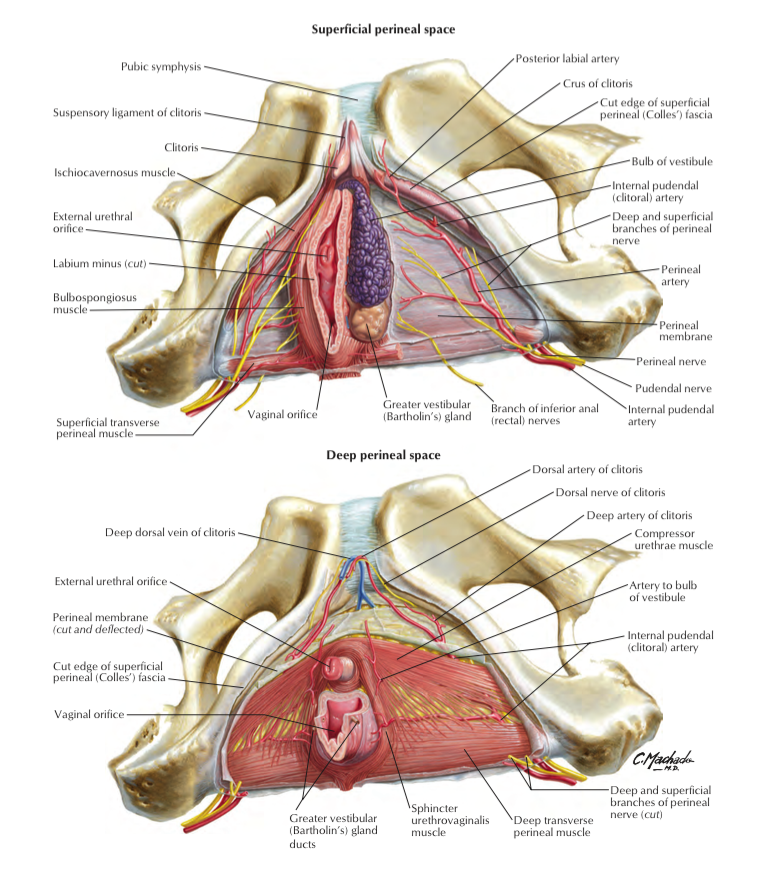 Superficial perineal space
Pubic symphysis
Suspensory ligament of clitoris
Clitoris
Ischiocavernosus muscle
External urethral
orifice
Labium minus (cut)
Bulbospongiosus
muscle
Superficial transverse
perineal muscle
Vaginal orifice
Greater vestibular
(Bartholin's) gland
Branch of inferior anal
(rectal) nerves
Posterior labial artery
Crus of clitoris
Cut edge of superficial
perineal (Colles') fascia
Bulb of vestibule
Internal pudendal
(clitoral) artery
Deep and superficial
branches of perineal
nerve
Perineal
artery
Perineal
membrane
Perineal nerve
Pudendal nerve
Internal pudendal
artery
Deep perineal space
Deep dorsal vein of clitoris
External urethral orifice
Perineal membrane
(cut and deflected)
Cut edge of superficial
perineal (Colles') fascia
Vaginal orifice
Greater vestibular
(Bartholin's) gland
ducts
Sphincter
urethrovaginalis
muscle
Deep transverse
perineal muscle
Dorsal artery of clitoris
Dorsal nerve of clitoris
Deep artery of clitoris
Compressor
urethrae muscle
Artery to bulb
of vestibule
Internal pudendal
(clitoral) artery
C.Machado
M.D.
Deep and superficial
branches of perineal
nerve (cut)